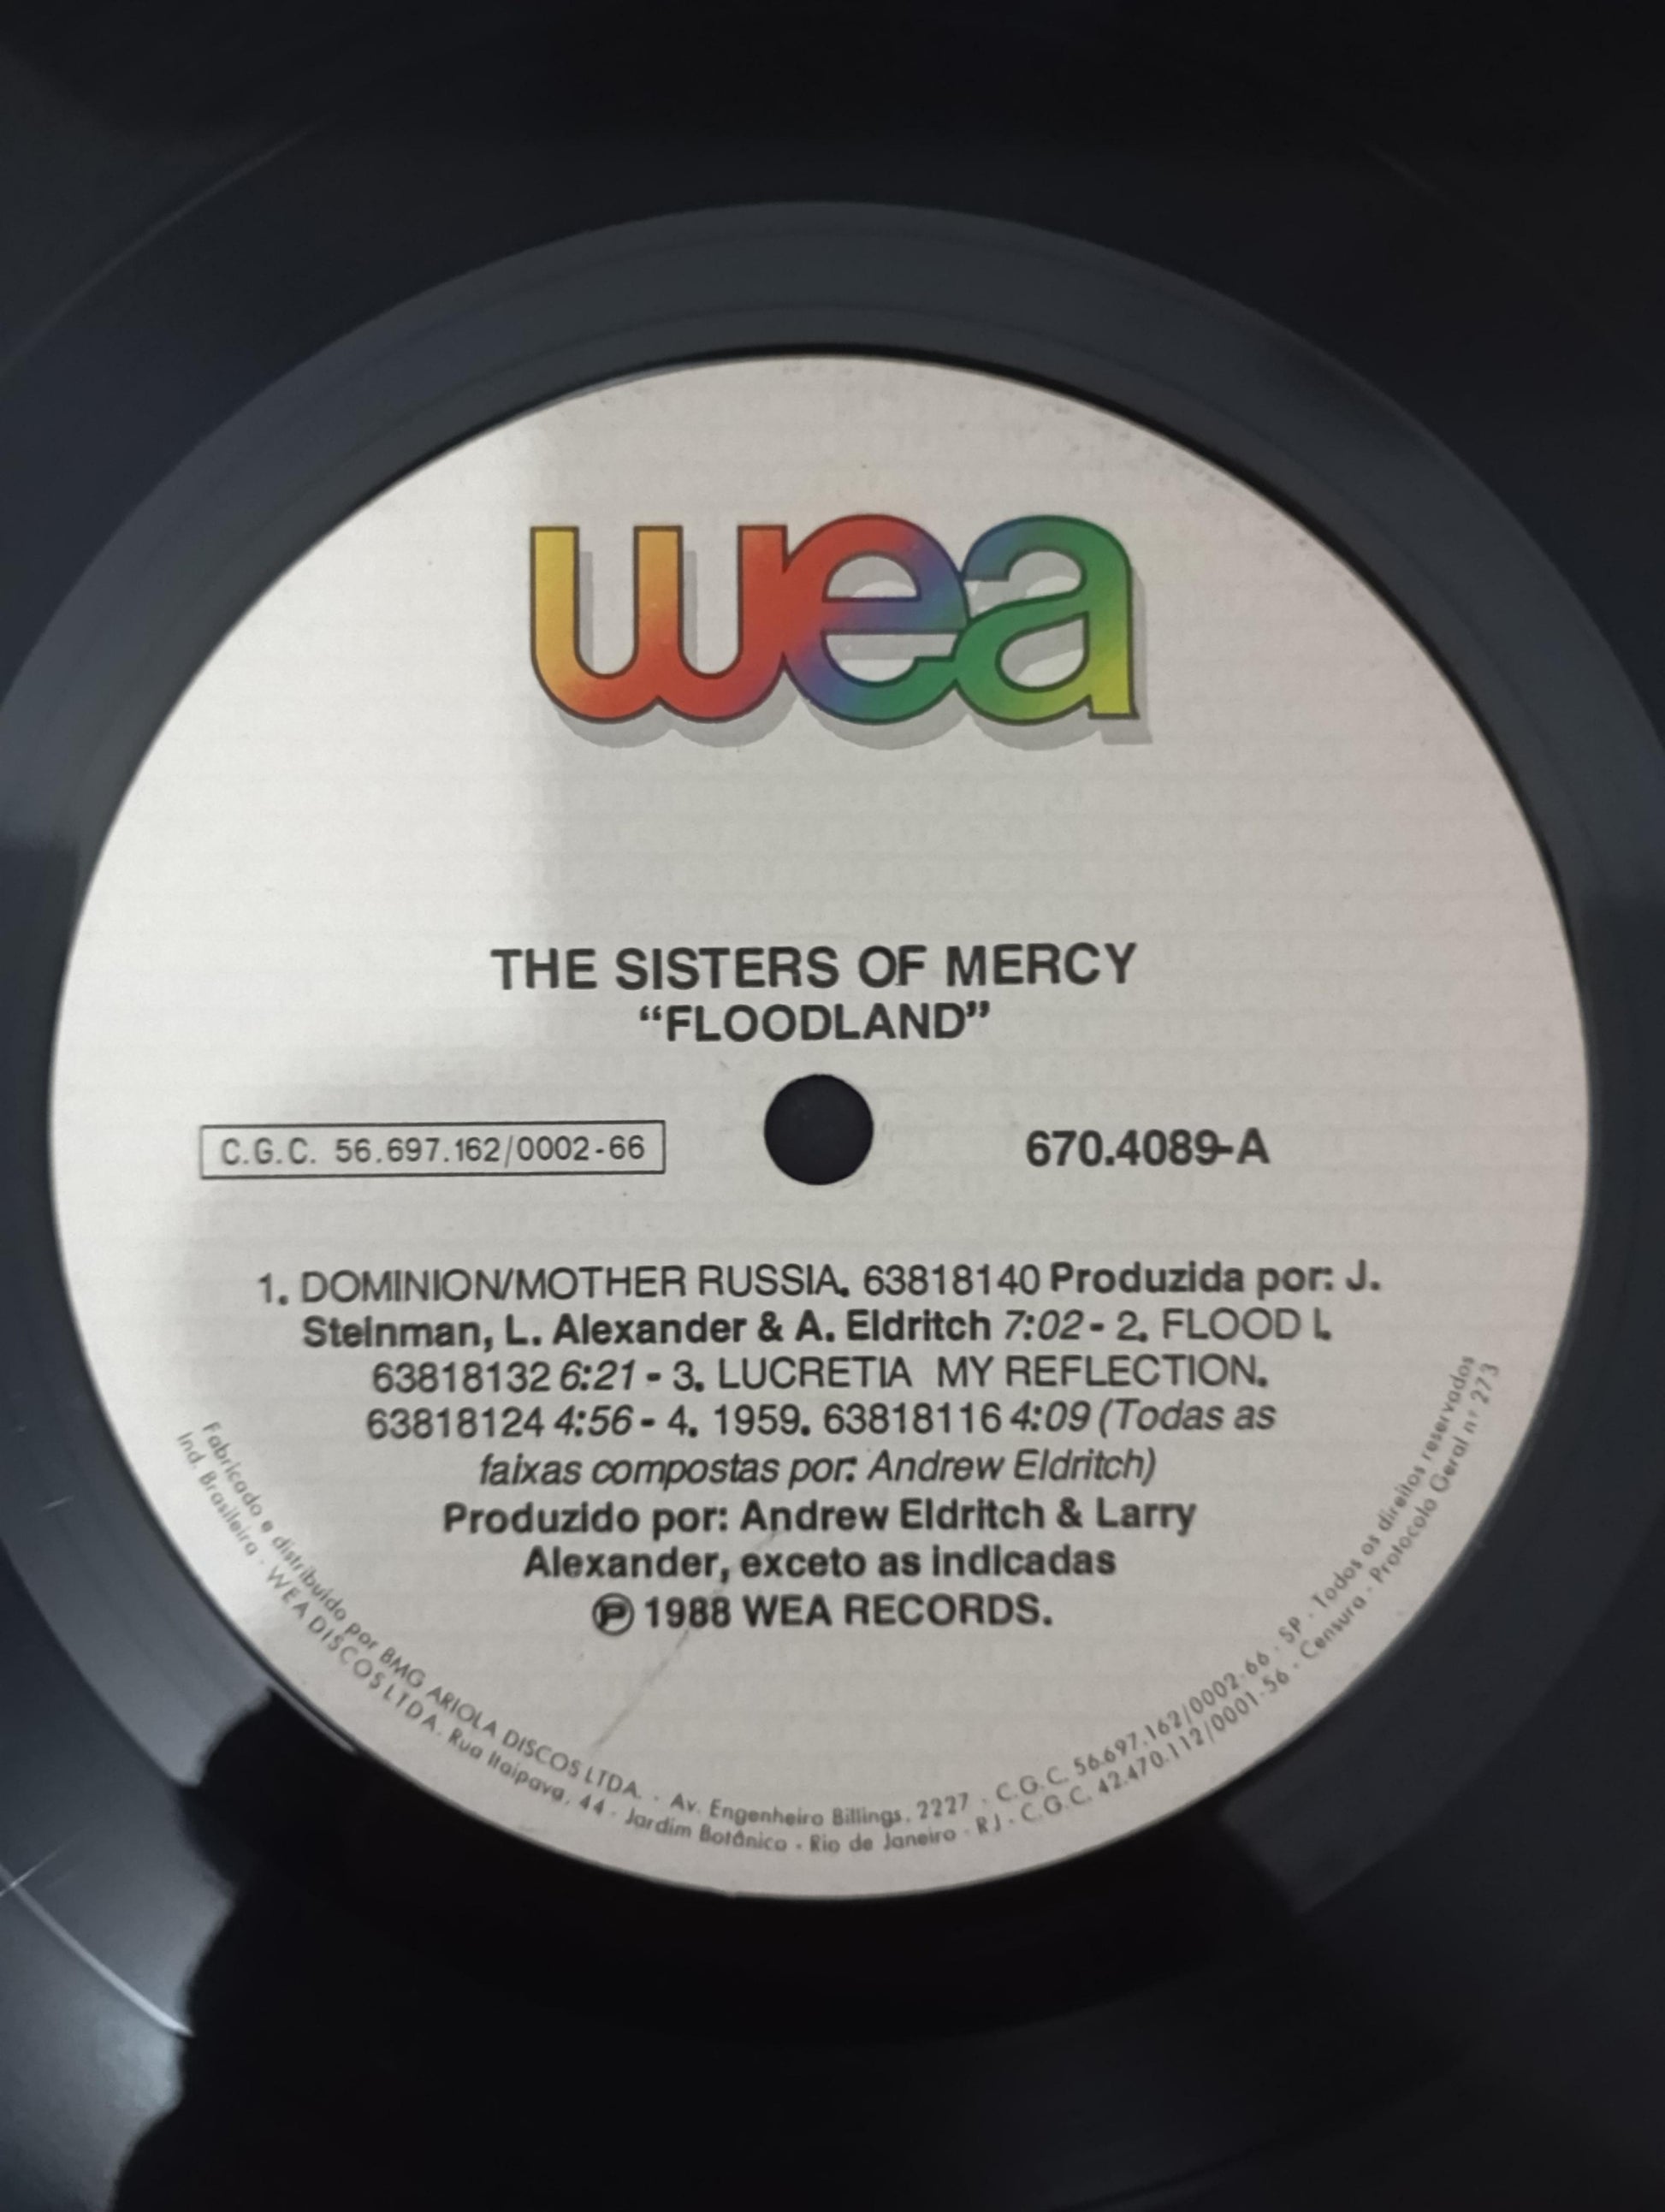 wea
THE SISTERS OF MERCY
“FLOODLAND”
C.G.C. 56.697.162/0002-66
670.4089-A
1. DOMINION/MOTHER RUSSIA. 63818140 Produzida por: J.
Steinman, L. Alexander & A. Eldritch 7:02 - 2. FLOOD I.
63818132 6:21 - 3. LUCRETIA MY REFLECTION.
63818124 4:56 - 4. 1959. 63818116 4:09 (Todas as
faixas compostas por: Andrew Eldritch)
Produzido por: Andrew Eldritch & Larry
Alexander, exceto as indicadas
Ⓟ 1988 WEA RECORDS.
Fabricado e distribuído por BMG ARIOLA DISCOS LTDA. - Av. Engenheiro Billings, 2227 - C.G.C. 56.697.162/0002-66 - SP - Todos os direitos reservados
Ind. Brasileira - WEA DISCOS LTDA. Rua Itaipava, 44 - Jardim Botânico - Rio de Janeiro - RJ - C.G.C. 42.470.112/0001-56 - Censura - Protocolo Geral nº 273